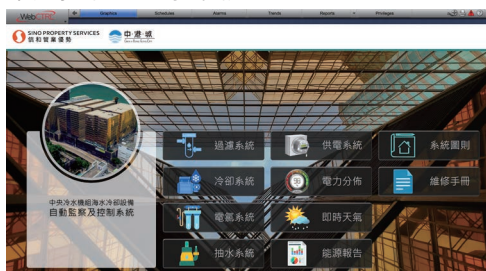 WebCTRL
Graphics Schedules Alarms Trends Reports Privileges
SINO PROPERTY SERVICES
信和管業優勢
中·港·城
過濾系統 供電系統 系統圖則
冷卻系統 電力分佈 維修手冊
中央冷水機組海水冷卻設備
自動監察及控制系統
電氯系統 即時天氣
抽水系統 能源報告